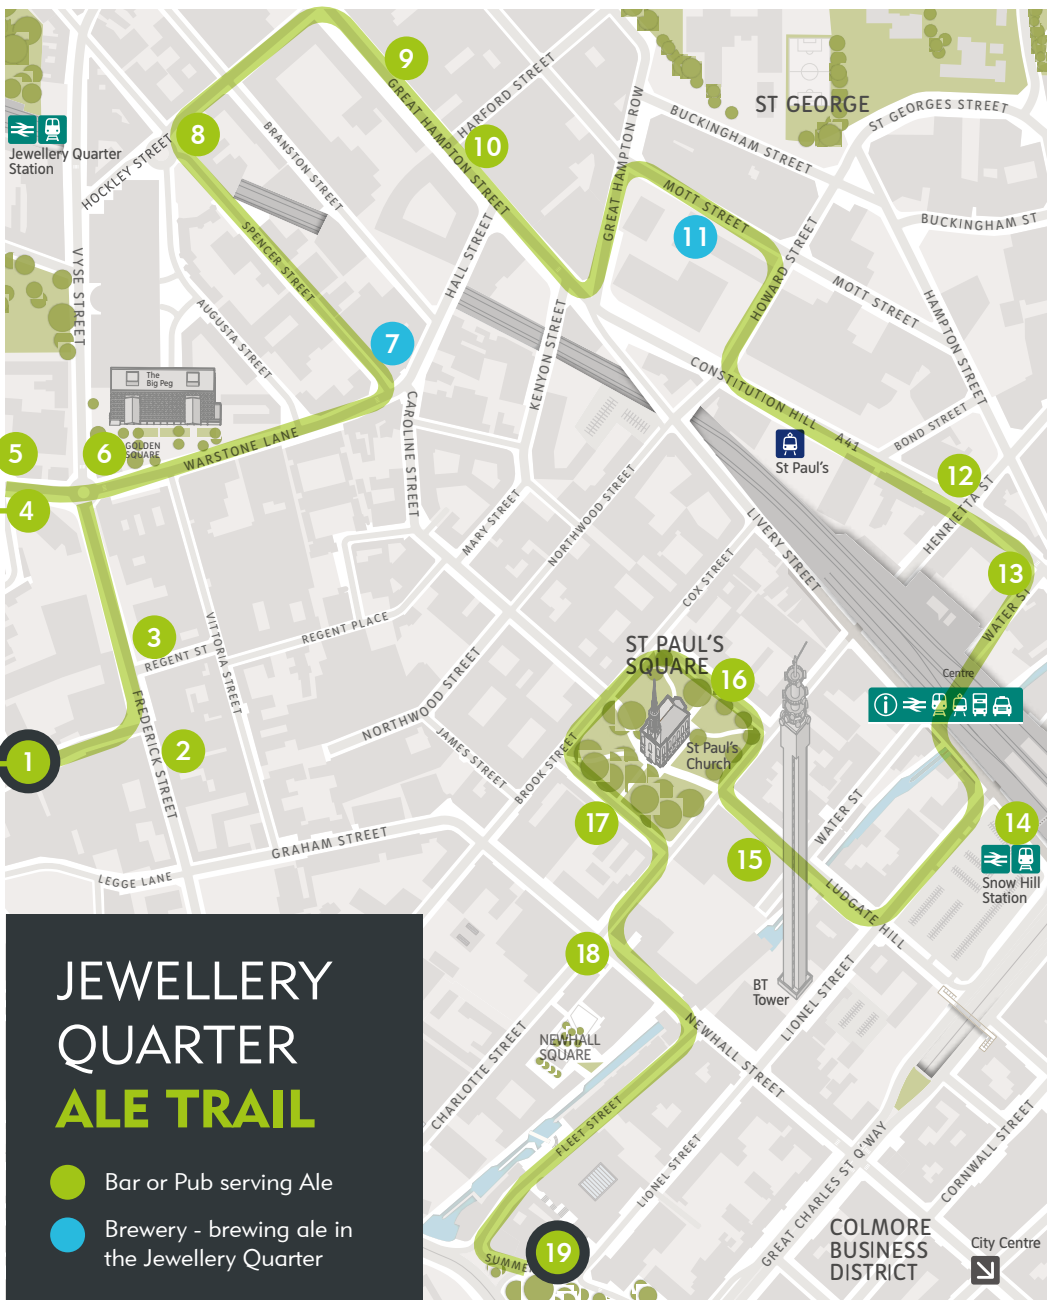 9
GREAT HAMPTON STREET
HARFORD STREET
ST GEORGE
ST GEORGES STREET
BUCKINGHAM STREET
GREAT HAMPTON ROW
Jewellery Quarter
Station
HOCKLEY STREET
8
BRANSTON STREET
10
MOTT STREET
11
BUCKINGHAM ST
VYSE STREET
SPENCER STREET
HALL STREET
HOWARD STREET
MOTT STREET
HAMPTON STREET
AUGUSTA STREET
7
KENYON STREET
CONSTITUTION HILL
A41
BOND STREET
The
Big Peg
CAROLINE STREET
5
6
GOLDEN
SQUARE
WARSTONE LANE
St Paul's
12
4
MARY STREET
NORTHWOOD STREET
LIVERY STREET
HENRIETTA ST
13
COX STREET
WATER ST
3
REGENT ST
REGENT PLACE
VITTORIA STREET
ST PAUL'S
SQUARE
16
Centre
FREDERICK STREET
NORTHWOOD STREET
1
2
JAMES STREET
BROOK STREET
St Paul's
Church
17
WATER ST
14
GRAHAM STREET
15
Snow Hill
Station
LEGGE LANE
LUDGATE HILL
18
BT
Tower
LIONEL STREET
NEWHALL
SQUARE
NEWHALL STREET
CHARLOTTE STREET
FLEET STREET
LIONEL STREET
GREAT CHARLES ST Q'WAY
CORNWALL STREET
COLMORE
BUSINESS
DISTRICT
City Centre
SUMME
19
JEWELLERY
QUARTER
ALE TRAIL
Bar or Pub serving Ale
Brewery - brewing ale in
the Jewellery Quarter